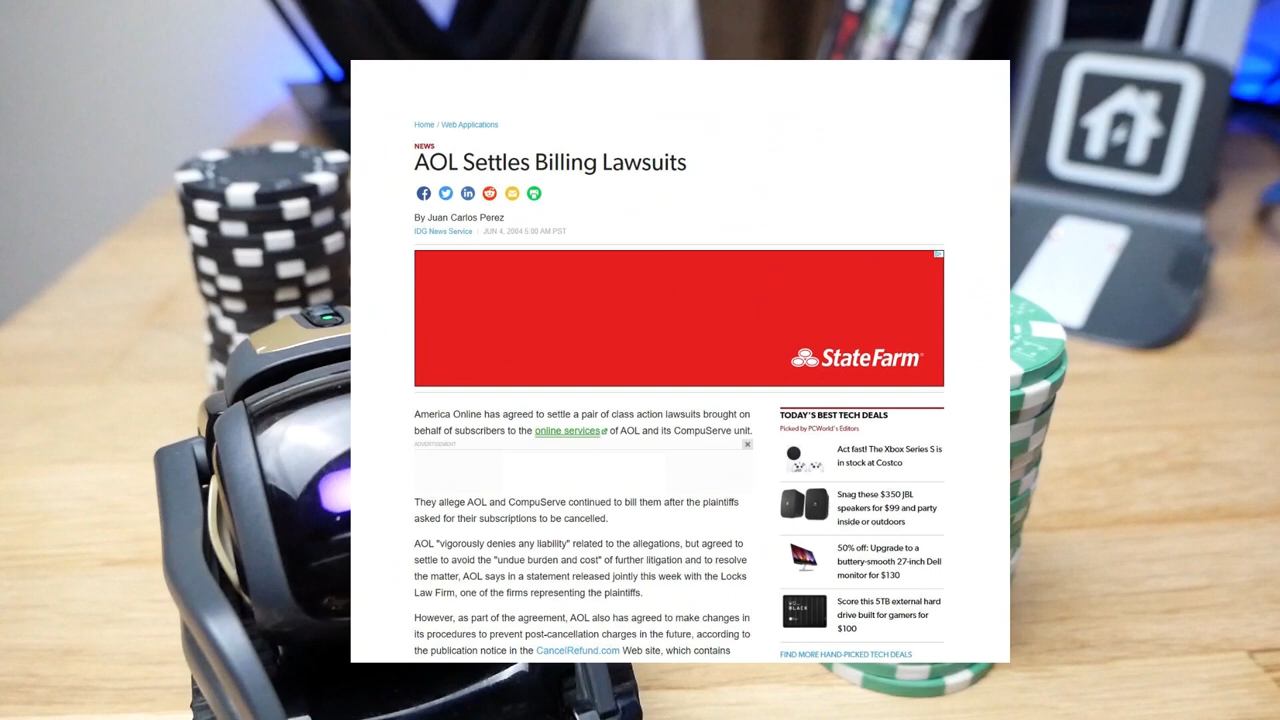 Home / Web Applications
NEWS
AOL Settles Billing Lawsuits
By Juan Carlos Perez
IDG News Service | JUN 4, 2004 5:00 AM PST
StateFarm
America Online has agreed to settle a pair of class action lawsuits brought on
behalf of subscribers to the online services of AOL and its CompuServe unit.
ADVERTISEMENT
They allege AOL and CompuServe continued to bill them after the plaintiffs
asked for their subscriptions to be cancelled.
AOL "vigorously denies any liability" related to the allegations, but agreed to
settle to avoid the "undue burden and cost" of further litigation and to resolve
the matter, AOL says in a statement released jointly this week with the Locks
Law Firm, one of the firms representing the plaintiffs.
However, as part of the agreement, AOL also has agreed to make changes in
its procedures to prevent post-cancellation charges in the future, according to
the publication notice in the CancelRefund.com Web site, which contains
TODAY'S BEST TECH DEALS
Picked by PCWorld's Editors
Act fast! The Xbox Series S is
in stock at Costco
Snag these $350 JBL
speakers for $99 and party
inside or outdoors
50% off: Upgrade to a
buttery-smooth 27-inch Dell
monitor for $130
Score this 5TB external hard
drive built for gamers for
$100
FIND MORE HAND-PICKED TECH DEALS